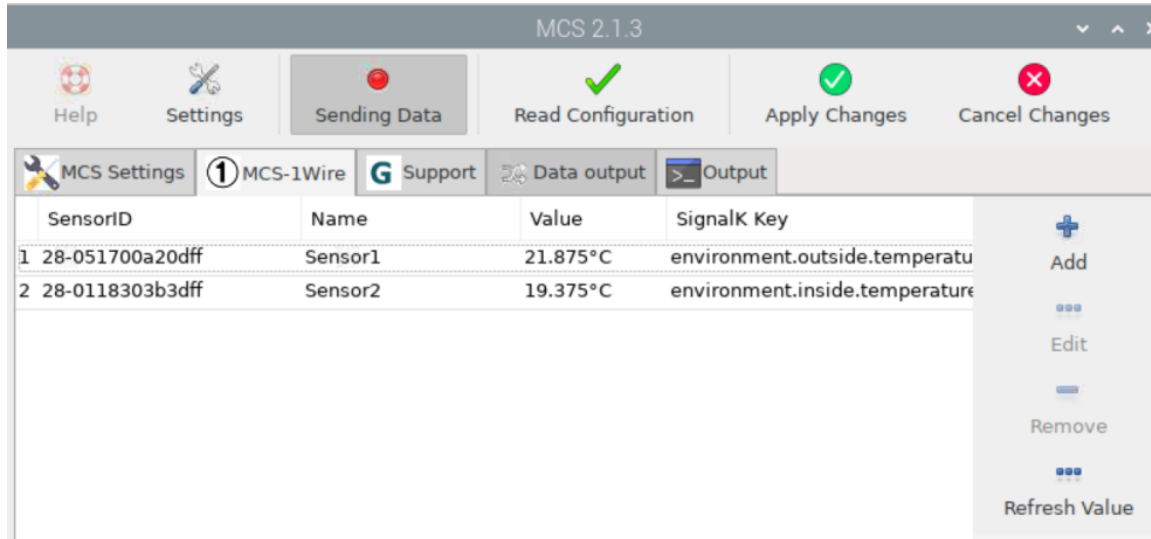 MCS 2.1.3
Help Settings Sending Data Read Configuration Apply Changes Cancel Changes
MCS Settings 1 MCS-1Wire G Support Data output >_ Output
SensorID Name Value SignalK Key
1 28-051700a20dff Sensor1 21.875°C environment.outside.temperatu
2 28-0118303b3dff Sensor2 19.375°C environment.inside.temperature
Add
Edit
Remove
Refresh Value